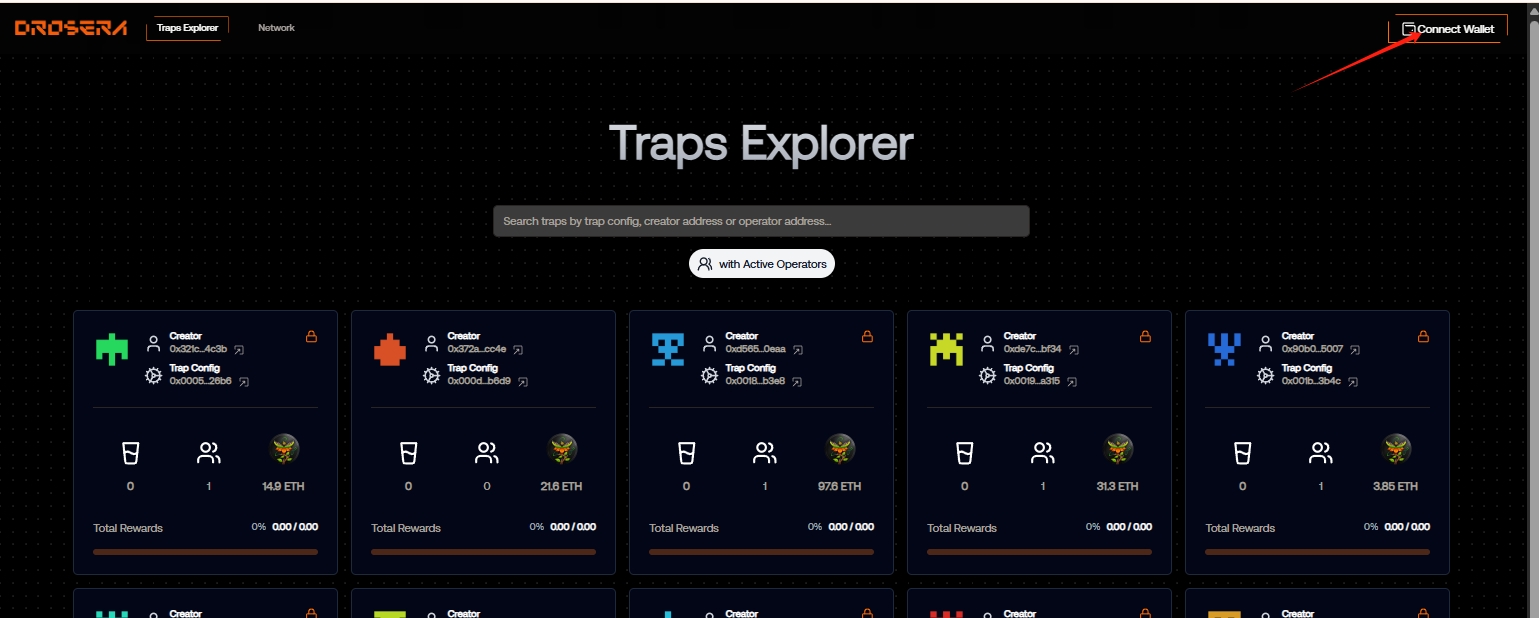 DROSERA
Traps Explorer
Network
Connect Wallet
Traps Explorer
Search traps by trap config, creator address or operator address...
with Active Operators
Creator
0x321c...4c3b
Trap Config
0x0005...26b6
0
1
14.9 ETH
Total Rewards
0% 0.00 / 0.00
Creator
0x372a...cc4e
Trap Config
0x000d...b6d9
0
0
21.6 ETH
Total Rewards
0% 0.00 / 0.00
Creator
0xd565...0eaa
Trap Config
0x0018...b3e8
0
1
97.6 ETH
Total Rewards
0% 0.00 / 0.00
Creator
0xde7c...bf34
Trap Config
0x0019...a315
0
1
31.3 ETH
Total Rewards
0% 0.00 / 0.00
Creator
0x90b0...5007
Trap Config
0x001b...3b4c
0
1
3.85 ETH
Total Rewards
0% 0.00 / 0.00
Creator
Creator
Creator
Creator
Creator